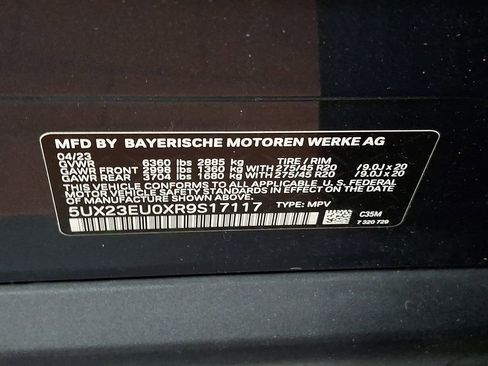 MFD BY BAYERISCHE MOTOREN WERKE AG
04/23
GVWR 6360 lbs 2885 kg TIRE / RIM
GAWR FRONT 2998 lbs 1360 kg WITH 275/45 R20 /9.0J x 20
GAWR REAR 3704 lbs 1680 kg WITH 275/45 R20 /9.0J x 20
THIS VEHICLE CONFORMS TO ALL APPLICABLE U. S. FEDERAL
MOTOR VEHICLE SAFETY STANDARDS IN EFFECT ON THE DATE
OF MANUFACTURE SHOWN ABOVE.
5UX23EU0XR9S17117 TYPE: MPV
C35M
7 320 729